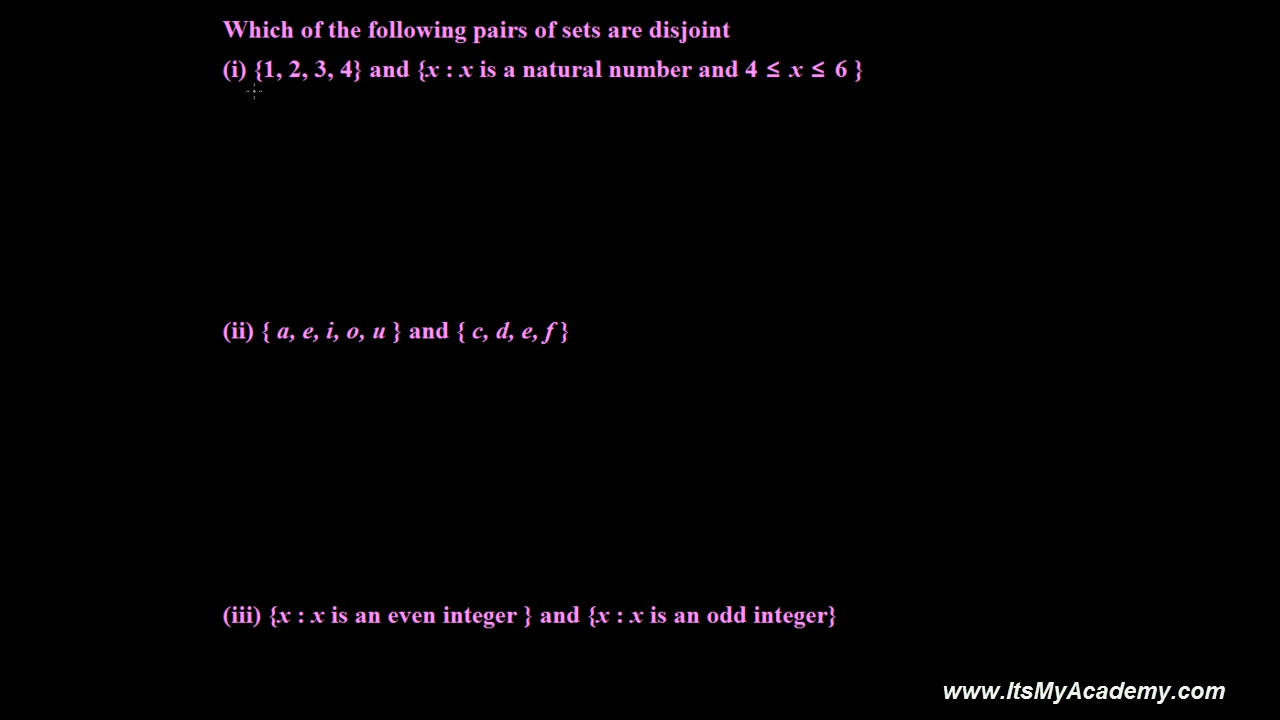 Which of the following pairs of sets are disjoint
(i) {1, 2, 3, 4} and {x : x is a natural number and 4 ≤ x ≤ 6 }
(ii) { a, e, i, o, u } and { c, d, e, f }
(iii) {x : x is an even integer } and {x : x is an odd integer}
www.ItsMyAcademy.com